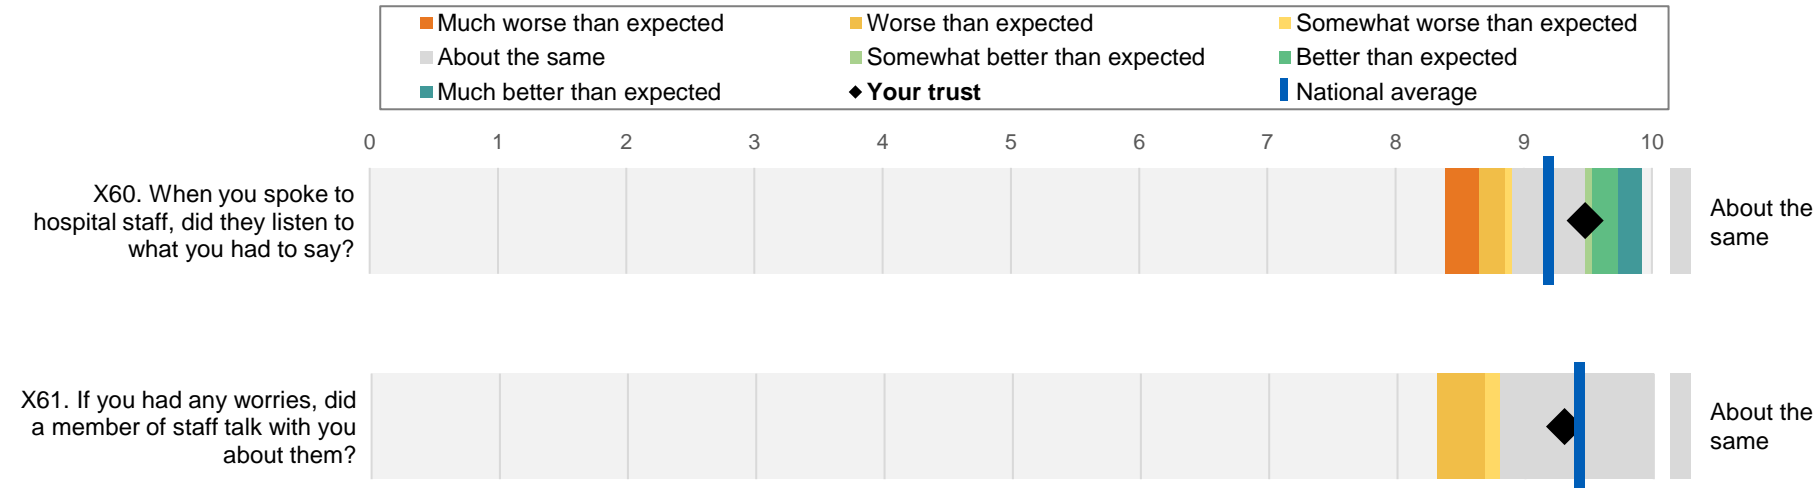 Much worse than expected
Worse than expected
Somewhat worse than expected
About the same
Somewhat better than expected
Better than expected
Much better than expected
Your trust
National average
0 1 2 3 4 5 6 7 8 9 10
X60. When you spoke to
hospital staff, did they listen to
what you had to say?
About the
same
X61. If you had any worries, did
a member of staff talk with you
about them?
About the
same